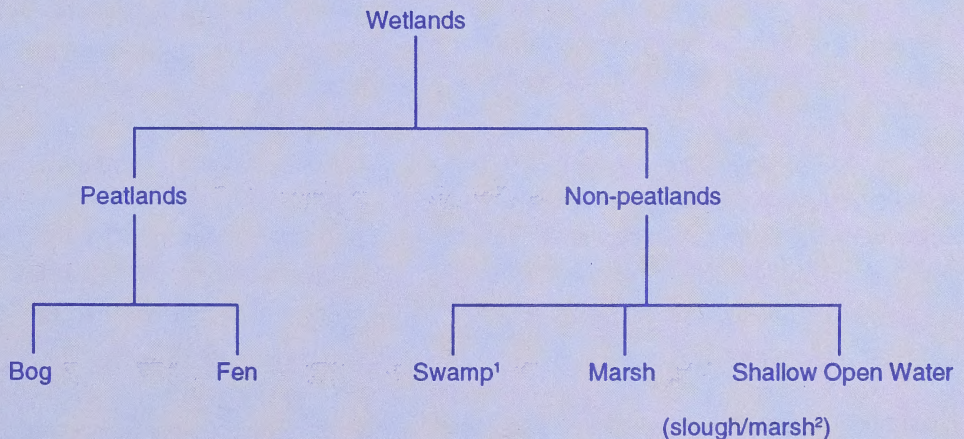 Wetlands
Peatlands Non-peatlands
Bog Fen Swamp¹ Marsh Shallow Open Water
(slough/marsh²)